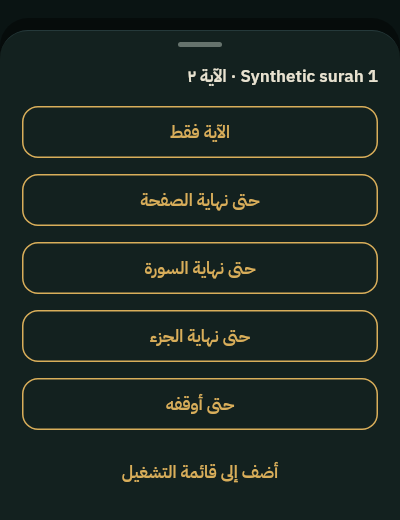 Synthetic surah 1 · الآية ٢
الآية فقط
حتى نهاية الصفحة
حتى نهاية السورة
حتى نهاية الجزء
حتى أوقفه
أضف إلى قائمة التشغيل